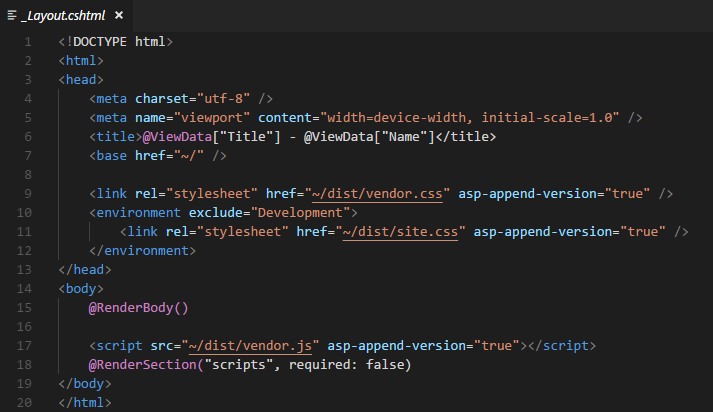 _Layout.cshtml ×
1 <!DOCTYPE html>
2 <html>
3 <head>
4     <meta charset="utf-8" />
5     <meta name="viewport" content="width=device-width, initial-scale=1.0" />
6     <title>@ViewData["Title"] - @ViewData["Name"]</title>
7     <base href="~/" />
8
9     <link rel="stylesheet" href="~/dist/vendor.css" asp-append-version="true" />
10     <environment exclude="Development">
11         <link rel="stylesheet" href="~/dist/site.css" asp-append-version="true" />
12     </environment>
13 </head>
14 <body>
15     @RenderBody()
16
17     <script src="~/dist/vendor.js" asp-append-version="true"></script>
18     @RenderSection("scripts", required: false)
19 </body>
20 </html>